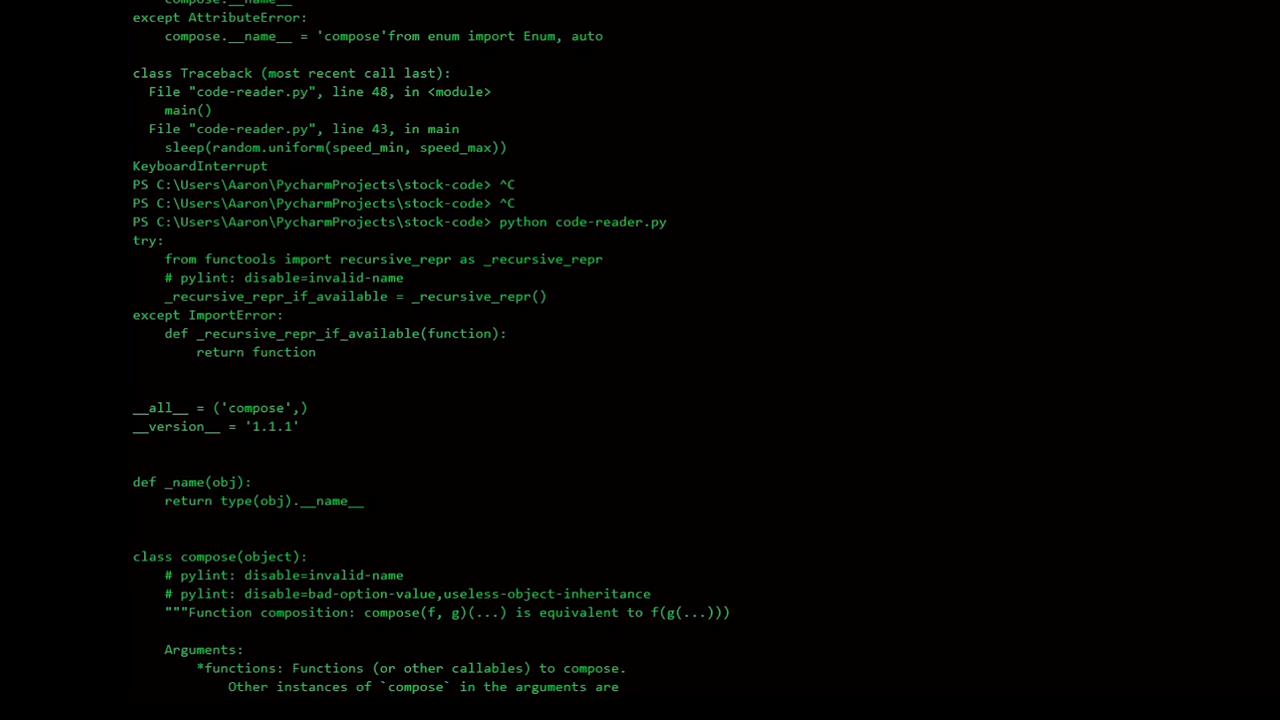 compose.__name__
except AttributeError:
    compose.__name__ = 'compose'from enum import Enum, auto

class Traceback (most recent call last):
  File "code-reader.py", line 48, in <module>
    main()
  File "code-reader.py", line 43, in main
    sleep(random.uniform(speed_min, speed_max))
KeyboardInterrupt
PS C:\Users\Aaron\PycharmProjects\stock-code> ^C
PS C:\Users\Aaron\PycharmProjects\stock-code> ^C
PS C:\Users\Aaron\PycharmProjects\stock-code> python code-reader.py
try:
    from functools import recursive_repr as _recursive_repr
    # pylint: disable=invalid-name
    _recursive_repr_if_available = _recursive_repr()
except ImportError:
    def _recursive_repr_if_available(function):
        return function


__all__ = ('compose',)
__version__ = '1.1.1'


def _name(obj):
    return type(obj).__name__


class compose(object):
    # pylint: disable=invalid-name
    # pylint: disable=bad-option-value,useless-object-inheritance
    """Function composition: compose(f, g)(...) is equivalent to f(g(...)))

    Arguments:
        *functions: Functions (or other callables) to compose.
            Other instances of `compose` in the arguments are